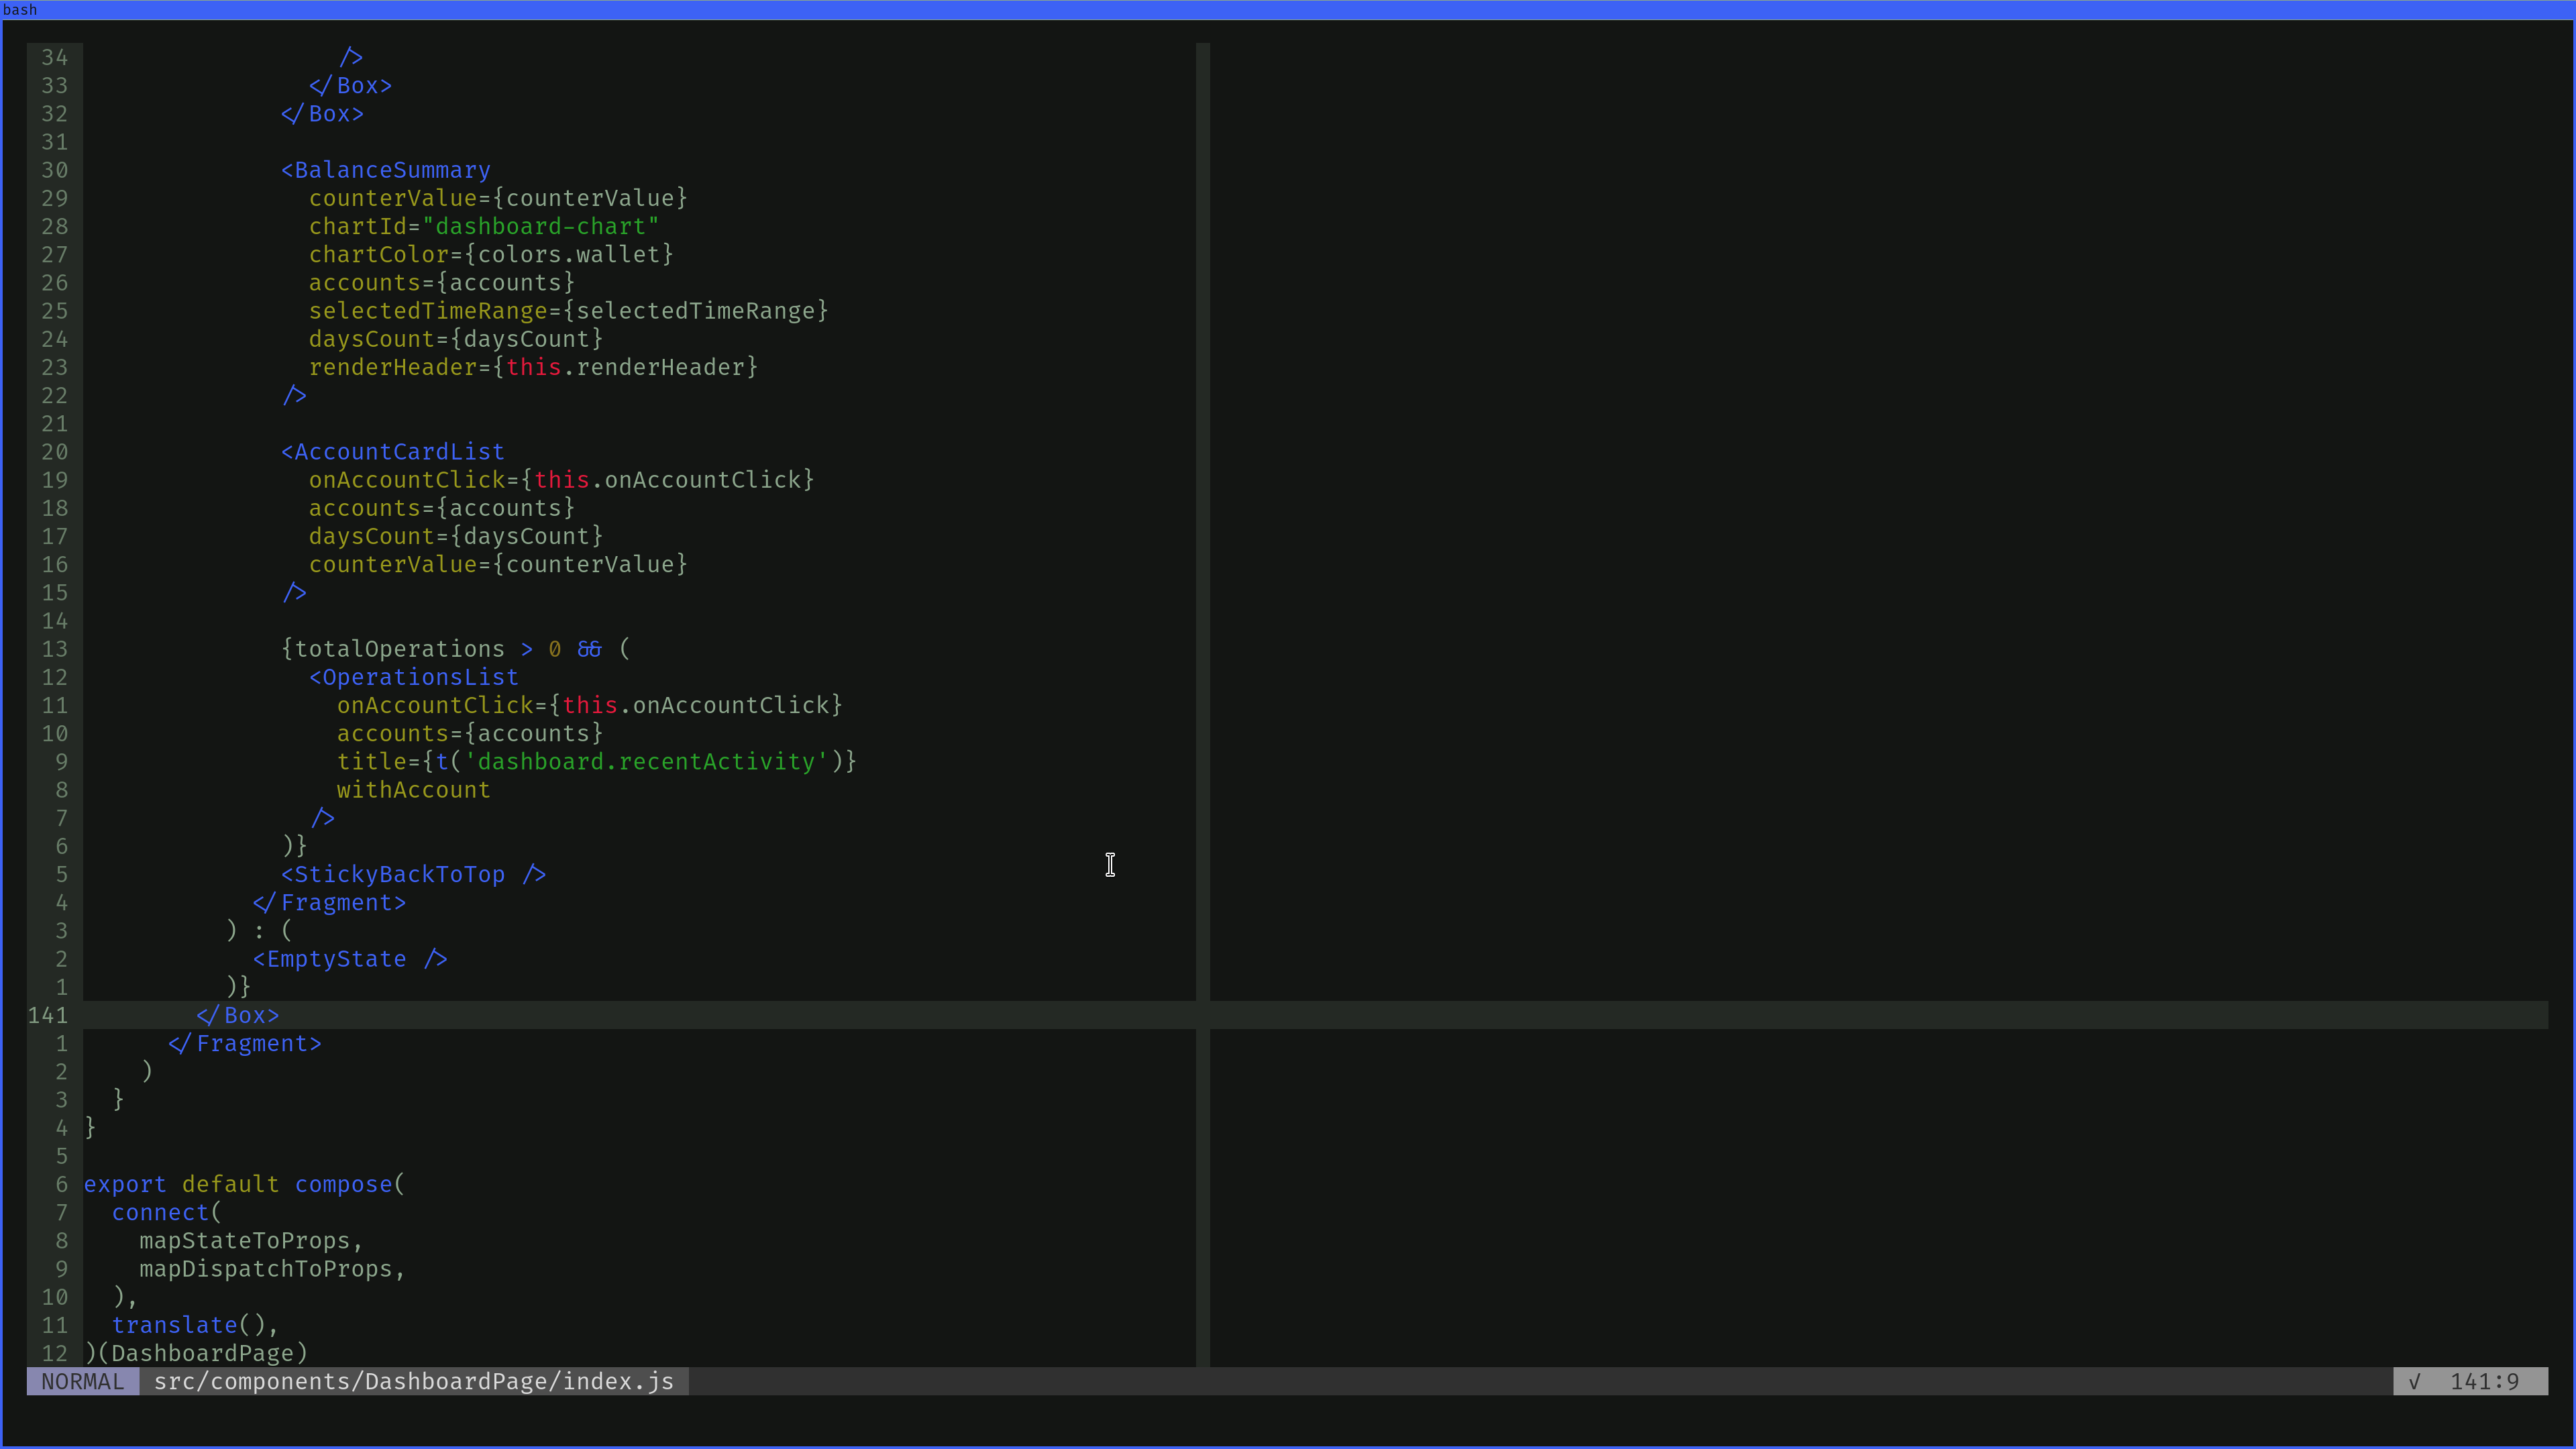 bash
34                   />
33                 </Box>
32               </Box>
31
30               <BalanceSummary
29                 counterValue={counterValue}
28                 chartId="dashboard-chart"
27                 chartColor={colors.wallet}
26                 accounts={accounts}
25                 selectedTimeRange={selectedTimeRange}
24                 daysCount={daysCount}
23                 renderHeader={this.renderHeader}
22               />
21
20               <AccountCardList
19                 onAccountClick={this.onAccountClick}
18                 accounts={accounts}
17                 daysCount={daysCount}
16                 counterValue={counterValue}
15               />
14
13               {totalOperations > 0 && (
12                 <OperationsList
11                   onAccountClick={this.onAccountClick}
10                   accounts={accounts}
9                   title={t('dashboard.recentActivity')}
8                   withAccount
7                 />
6               )}
5               <StickyBackToTop />
4             </Fragment>
3           ) : (
2             <EmptyState />
1           )}
141         </Box>
1       </Fragment>
2     )
3   }
4 }
5
6 export default compose(
7   connect(
8     mapStateToProps,
9     mapDispatchToProps,
10   ),
11   translate(),
12 )(DashboardPage)
NORMAL src/components/DashboardPage/index.js √ 141:9